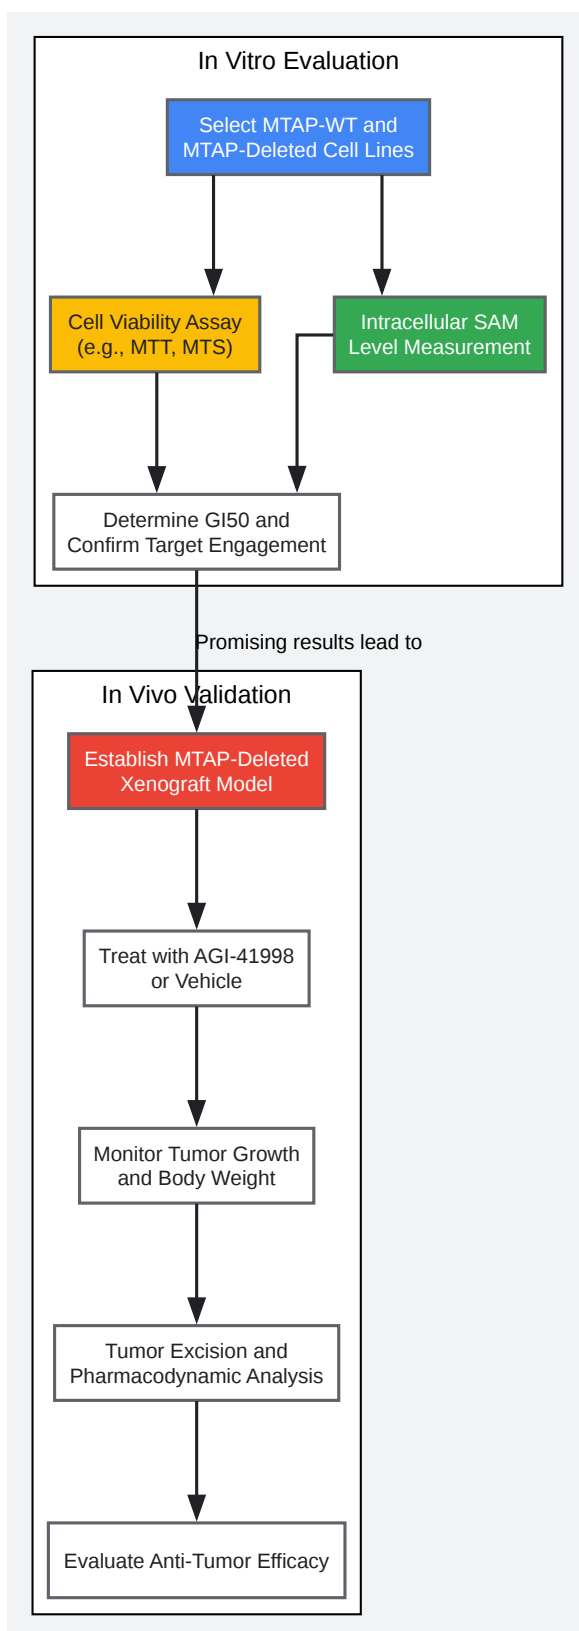 In Vitro Evaluation
Select MTAP-WT and
MTAP-Deleted Cell Lines
Cell Viability Assay
(e.g., MTT, MTS)
Intracellular SAM
Level Measurement
Determine GI50 and
Confirm Target Engagement
Promising results lead to
In Vivo Validation
Establish MTAP-Deleted
Xenograft Model
Treat with AGI-41998
or Vehicle
Monitor Tumor Growth
and Body Weight
Tumor Excision and
Pharmacodynamic Analysis
Evaluate Anti-Tumor Efficacy